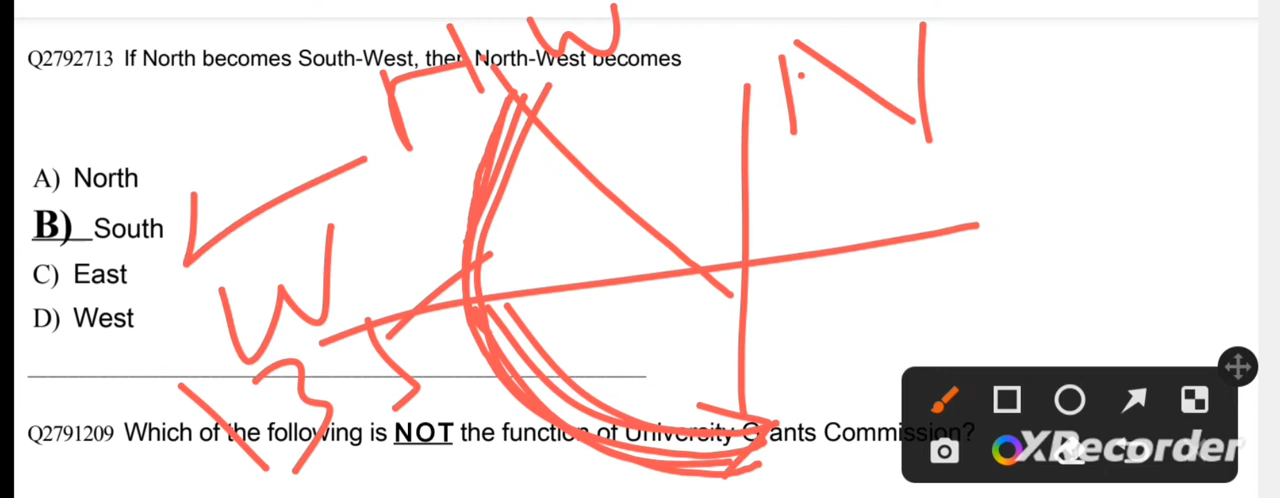 Q2792713 If North becomes South-West, then North-West becomes
N W
N
A) North
B) South
C) East
D) West
W
135
Q2791209 Which of the following is NOT the function of University Grants Commission?
XRecorder